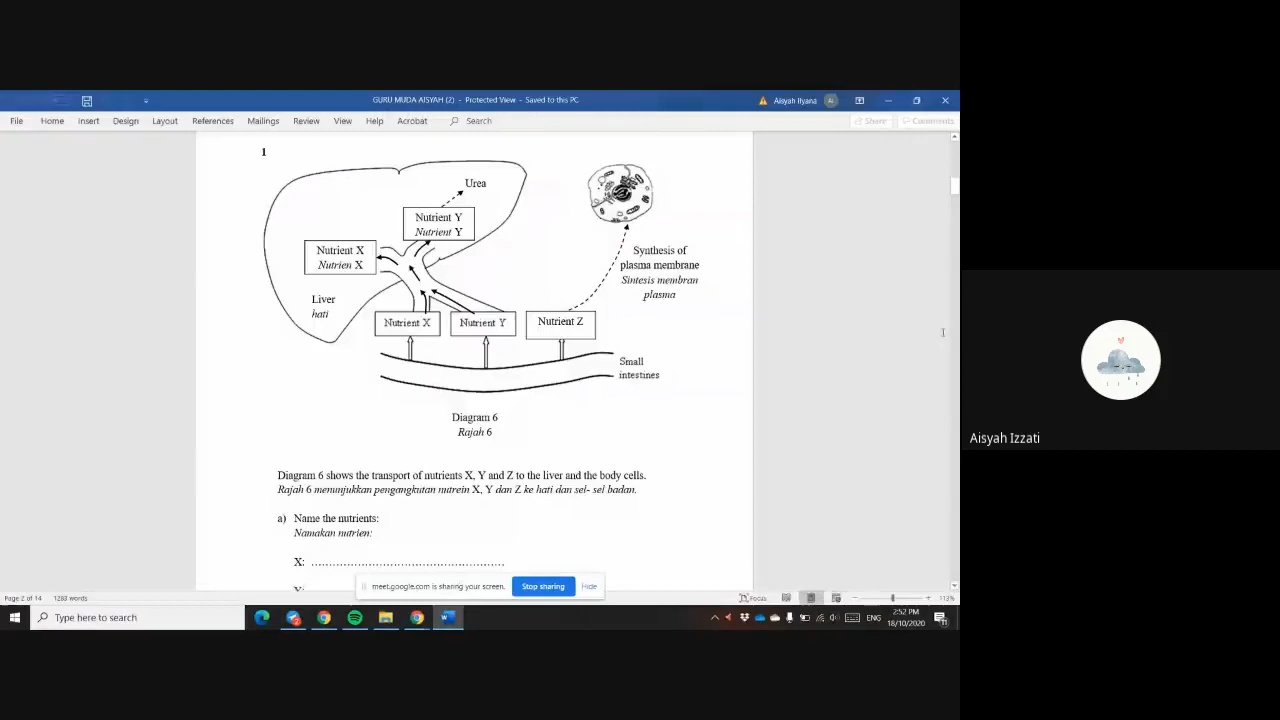 GURU MUDA AISYAH (2) - Protected View - Saved to this PC
Aisyah Ilyana
AI
File Home Insert Design Layout References Mailings Review View Help Acrobat Search
Share Comments
1
Urea
Nutrient Y
Nutrient Y
Nutrient X
Nutrien X
Liver
hati
Synthesis of
plasma membrane
Sintesis membran
plasma
Nutrient X
Nutrient Y
Nutrient Z
Small
intestines
Diagram 6
Rajah 6
Diagram 6 shows the transport of nutrients X, Y and Z to the liver and the body cells.
Rajah 6 menunjukkan pengangkutan nutrein X, Y dan Z ke hati dan sel- sel badan.
a) Name the nutrients:
Namakan nutrien:
X: ......................................................
meet.google.com is sharing your screen. Stop sharing Hide
Page 2 of 14 1283 words
Focus
113%
Type here to search
ENG
2:52 PM
18/10/2020
Aisyah Izzati